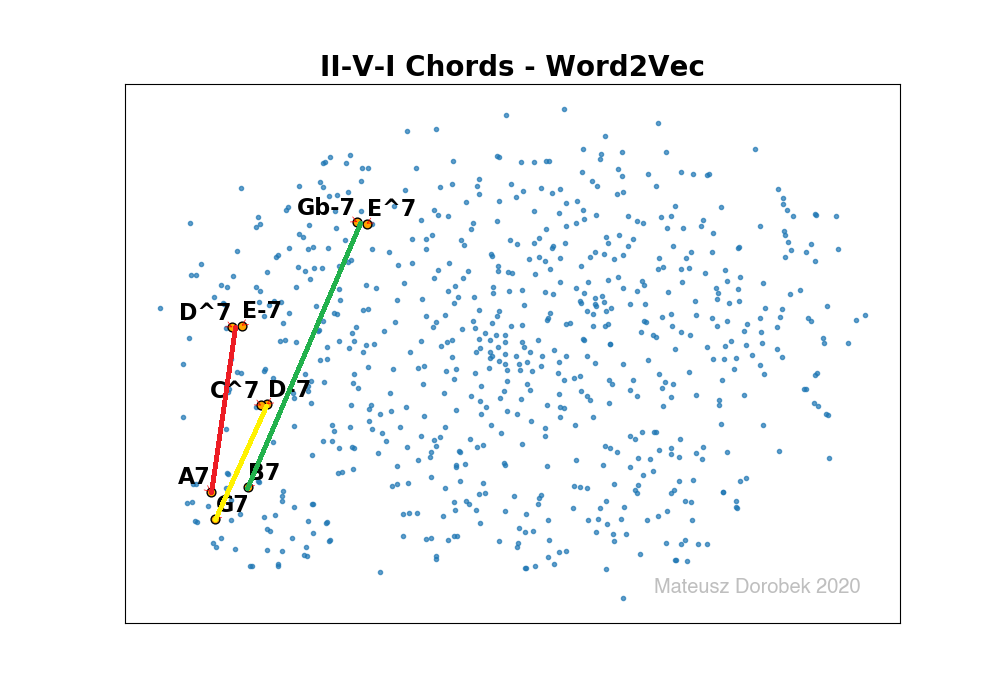 II-V-I Chords - Word2Vec
Gb-7 E^7
D^7 E-7
C^7 D-7
A7 B7
G7
Mateusz Dorobek 2020